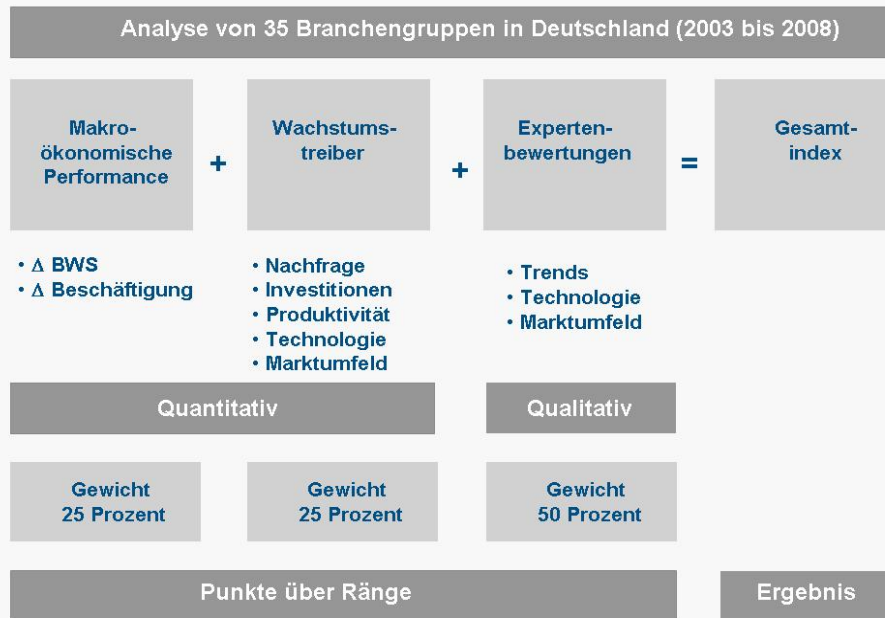 Analyse von 35 Branchengruppen in Deutschland (2003 bis 2008)
Makro-
ökonomische
Performance
+
Wachstums-
treiber
+
Experten-
bewertungen
=
Gesamt-
index
• Δ BWS
• Δ Beschäftigung
• Nachfrage
• Investitionen
• Produktivität
• Technologie
• Marktumfeld
• Trends
• Technologie
• Marktumfeld
Quantitativ
Qualitativ
Gewicht
25 Prozent
Gewicht
25 Prozent
Gewicht
50 Prozent
Punkte über Ränge
Ergebnis